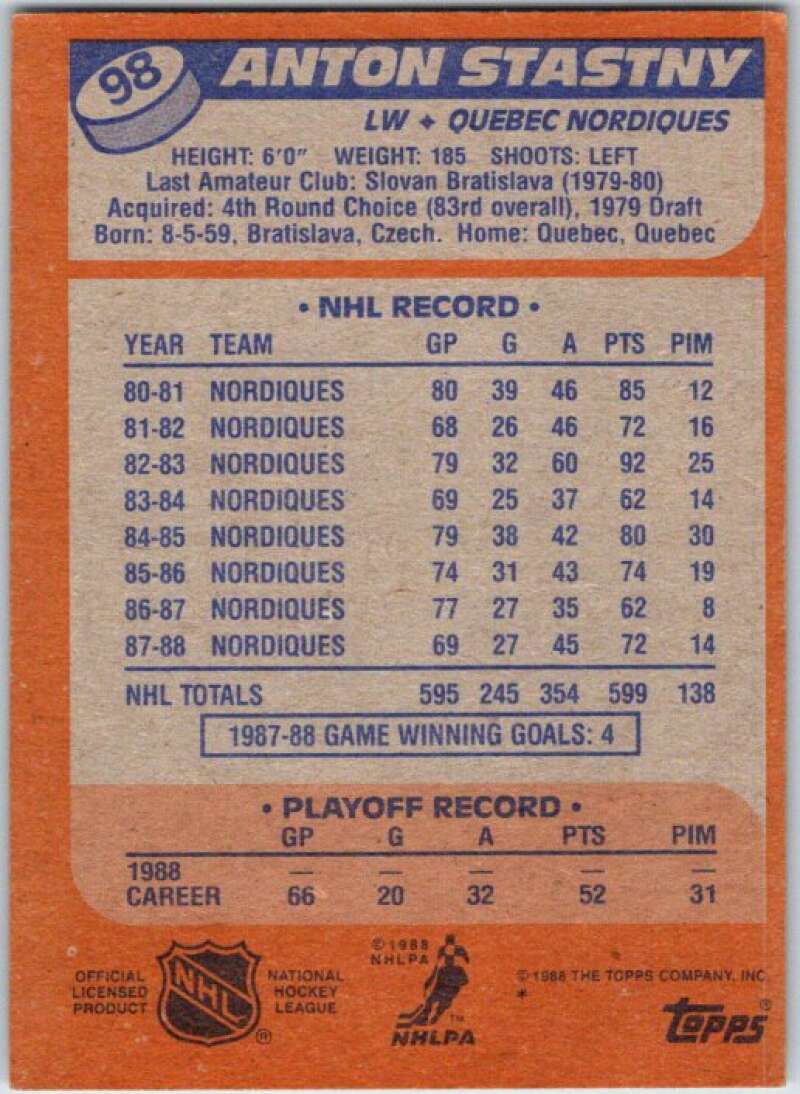 98
ANTON STASTNY
LW ✦ QUEBEC NORDIQUES
HEIGHT: 6'0" WEIGHT: 185 SHOOTS: LEFT
Last Amateur Club: Slovan Bratislava (1979-80)
Acquired: 4th Round Choice (83rd overall), 1979 Draft
Born: 8-5-59, Bratislava, Czech. Home: Quebec, Quebec
• NHL RECORD •
YEAR TEAM GP G A PTS PIM
80-81 NORDIQUES 80 39 46 85 12
81-82 NORDIQUES 68 26 46 72 16
82-83 NORDIQUES 79 32 60 92 25
83-84 NORDIQUES 69 25 37 62 14
84-85 NORDIQUES 79 38 42 80 30
85-86 NORDIQUES 74 31 43 74 19
86-87 NORDIQUES 77 27 35 62 8
87-88 NORDIQUES 69 27 45 72 14
NHL TOTALS 595 245 354 599 138
1987-88 GAME WINNING GOALS: 4
• PLAYOFF RECORD •
GP G A PTS PIM
1988 — — — — —
CAREER 66 20 32 52 31
OFFICIAL
LICENSED
PRODUCT
NHL
®
NATIONAL
HOCKEY
LEAGUE
©1988
NHLPA
™
NHLPA
©1988 THE TOPPS COMPANY, INC.
*
topps®